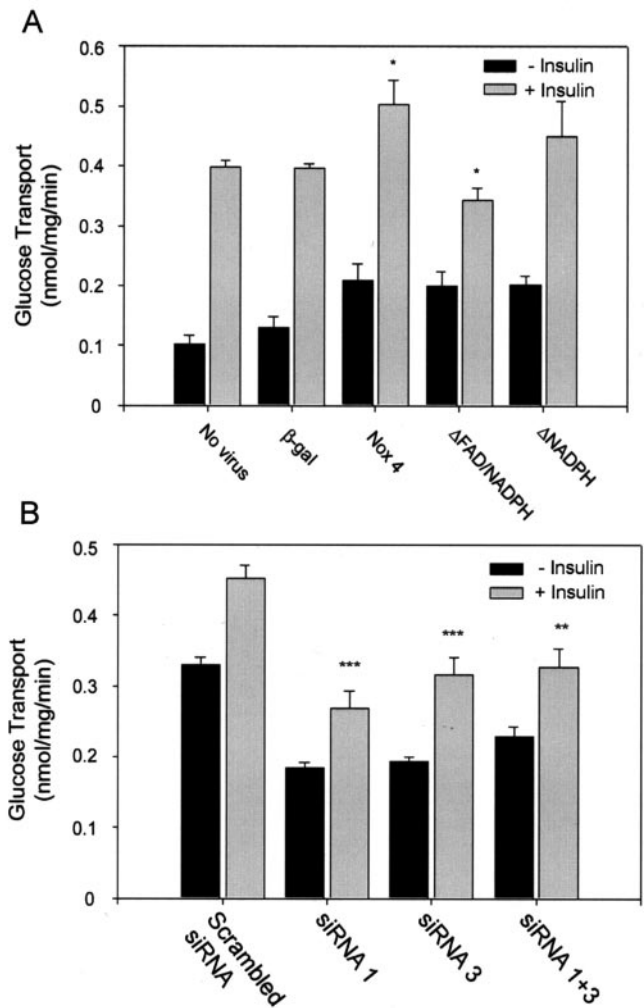 A
Glucose Transport
(nmol/mg/min)
0.6
0.5
0.4
0.3
0.2
0.1
0
- Insulin
+ Insulin
*
*
No virus
β-gal
Nox 4
ΔFAD/NADPH
ΔNADPH
B
Glucose Transport
(nmol/mg/min)
0.5
0.4
0.3
0.2
0.1
0
- Insulin
+ Insulin
***
***
**
Scrambled
siRNA
siRNA 1
siRNA 3
siRNA 1+3